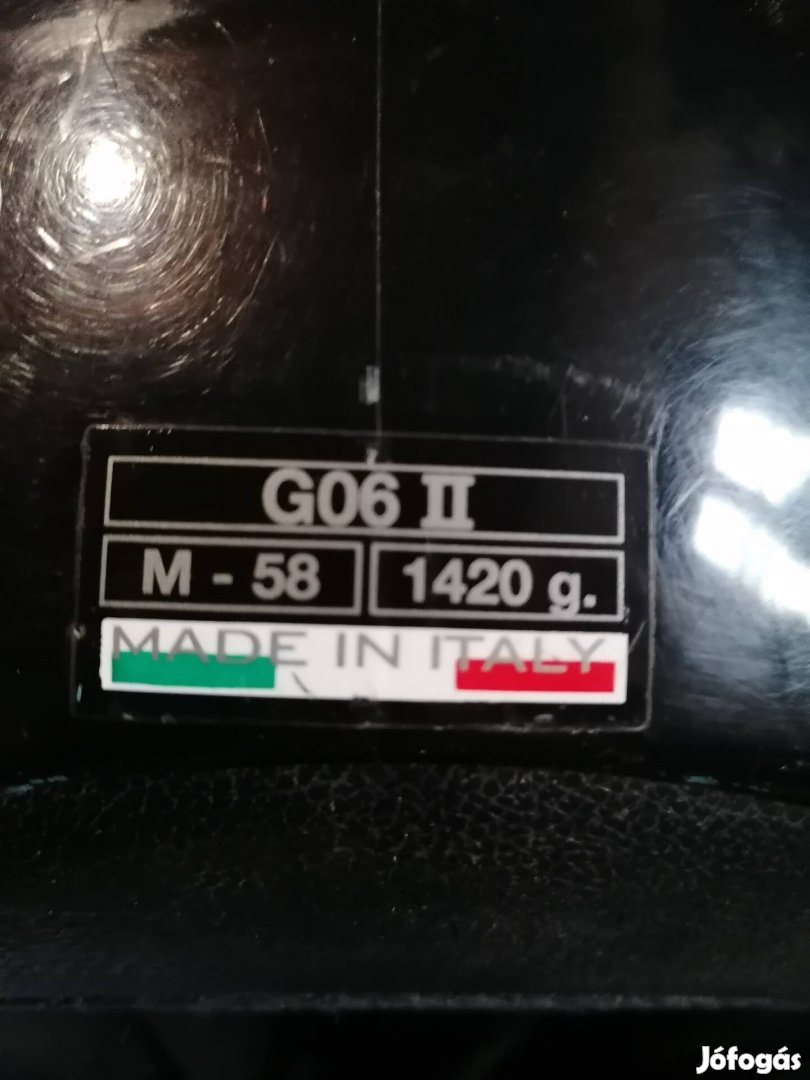 G06 II
M - 58 1420 g.
MADE IN ITALY
Jófogás